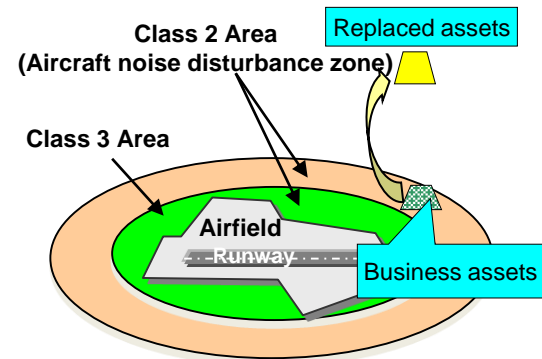 Class 2 Area
(Aircraft noise disturbance zone)
Replaced assets
Class 3 Area
Airfield
Runway
Business assets